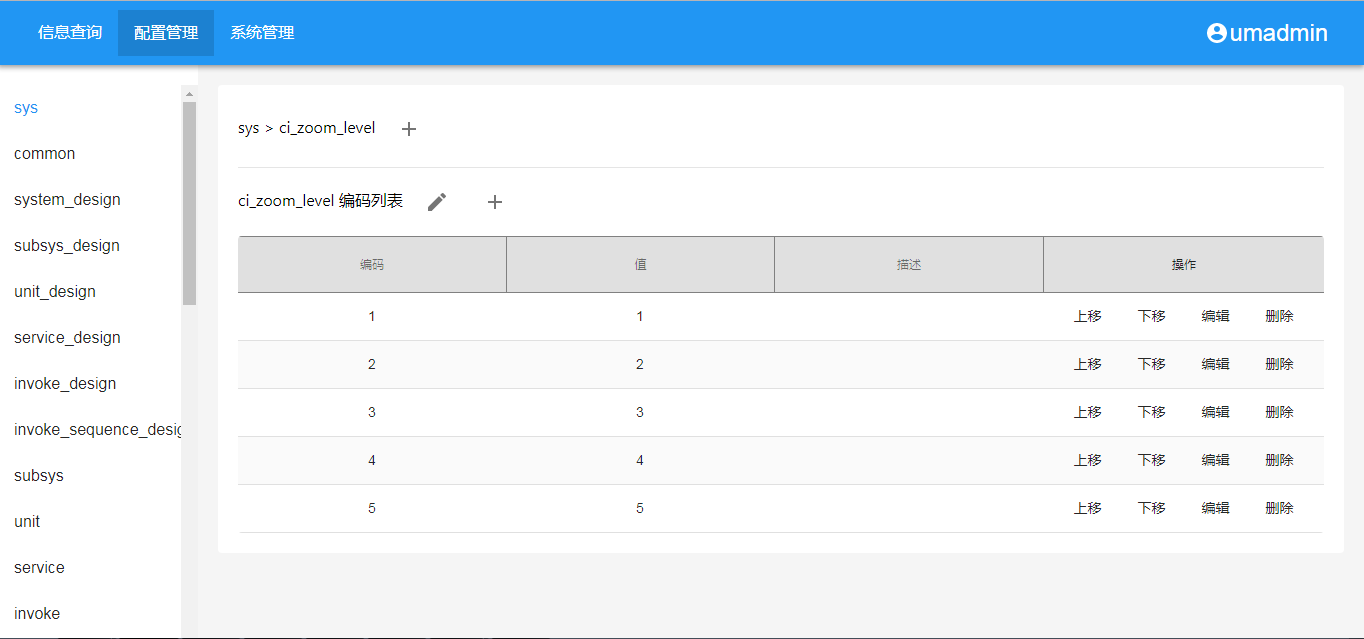 信息查询 配置管理 系统管理 umadmin
sys
common
system_design
subsys_design
unit_design
service_design
invoke_design
invoke_sequence_desig
subsys
unit
service
invoke
sys > ci_zoom_level
ci_zoom_level 编码列表
编码 值 描述 操作
1 1 上移 下移 编辑 删除
2 2 上移 下移 编辑 删除
3 3 上移 下移 编辑 删除
4 4 上移 下移 编辑 删除
5 5 上移 下移 编辑 删除